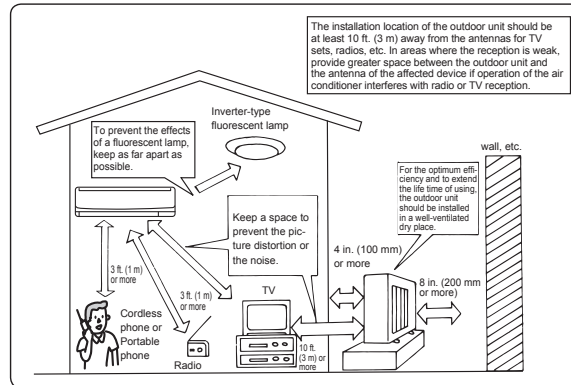 The installation location of the outdoor unit should be
at least 10 ft. (3 m) away from the antennas for TV
sets, radios, etc. In areas where the reception is weak,
provide greater space between the outdoor unit and
the antenna of the affected device if operation of the air
conditioner interferes with radio or TV reception.
Inverter-type
fluorescent lamp
To prevent the effects
of a fluorescent lamp,
keep as far apart as
possible.
wall, etc.
For the optimum effi-
ciency and to extend
the life time of using,
the outdoor unit
should be installed
in a well-ventilated
dry place.
Keep a space to
prevent the pic-
ture distortion or
the noise.
4 in. (100 mm)
or more
8 in. (200 mm
or more)
3 ft. (1 m)
or more
3 ft. (1 m)
or more
TV
Cordless
phone or
Portable
phone
Radio
10 ft.
(3 m) or
more